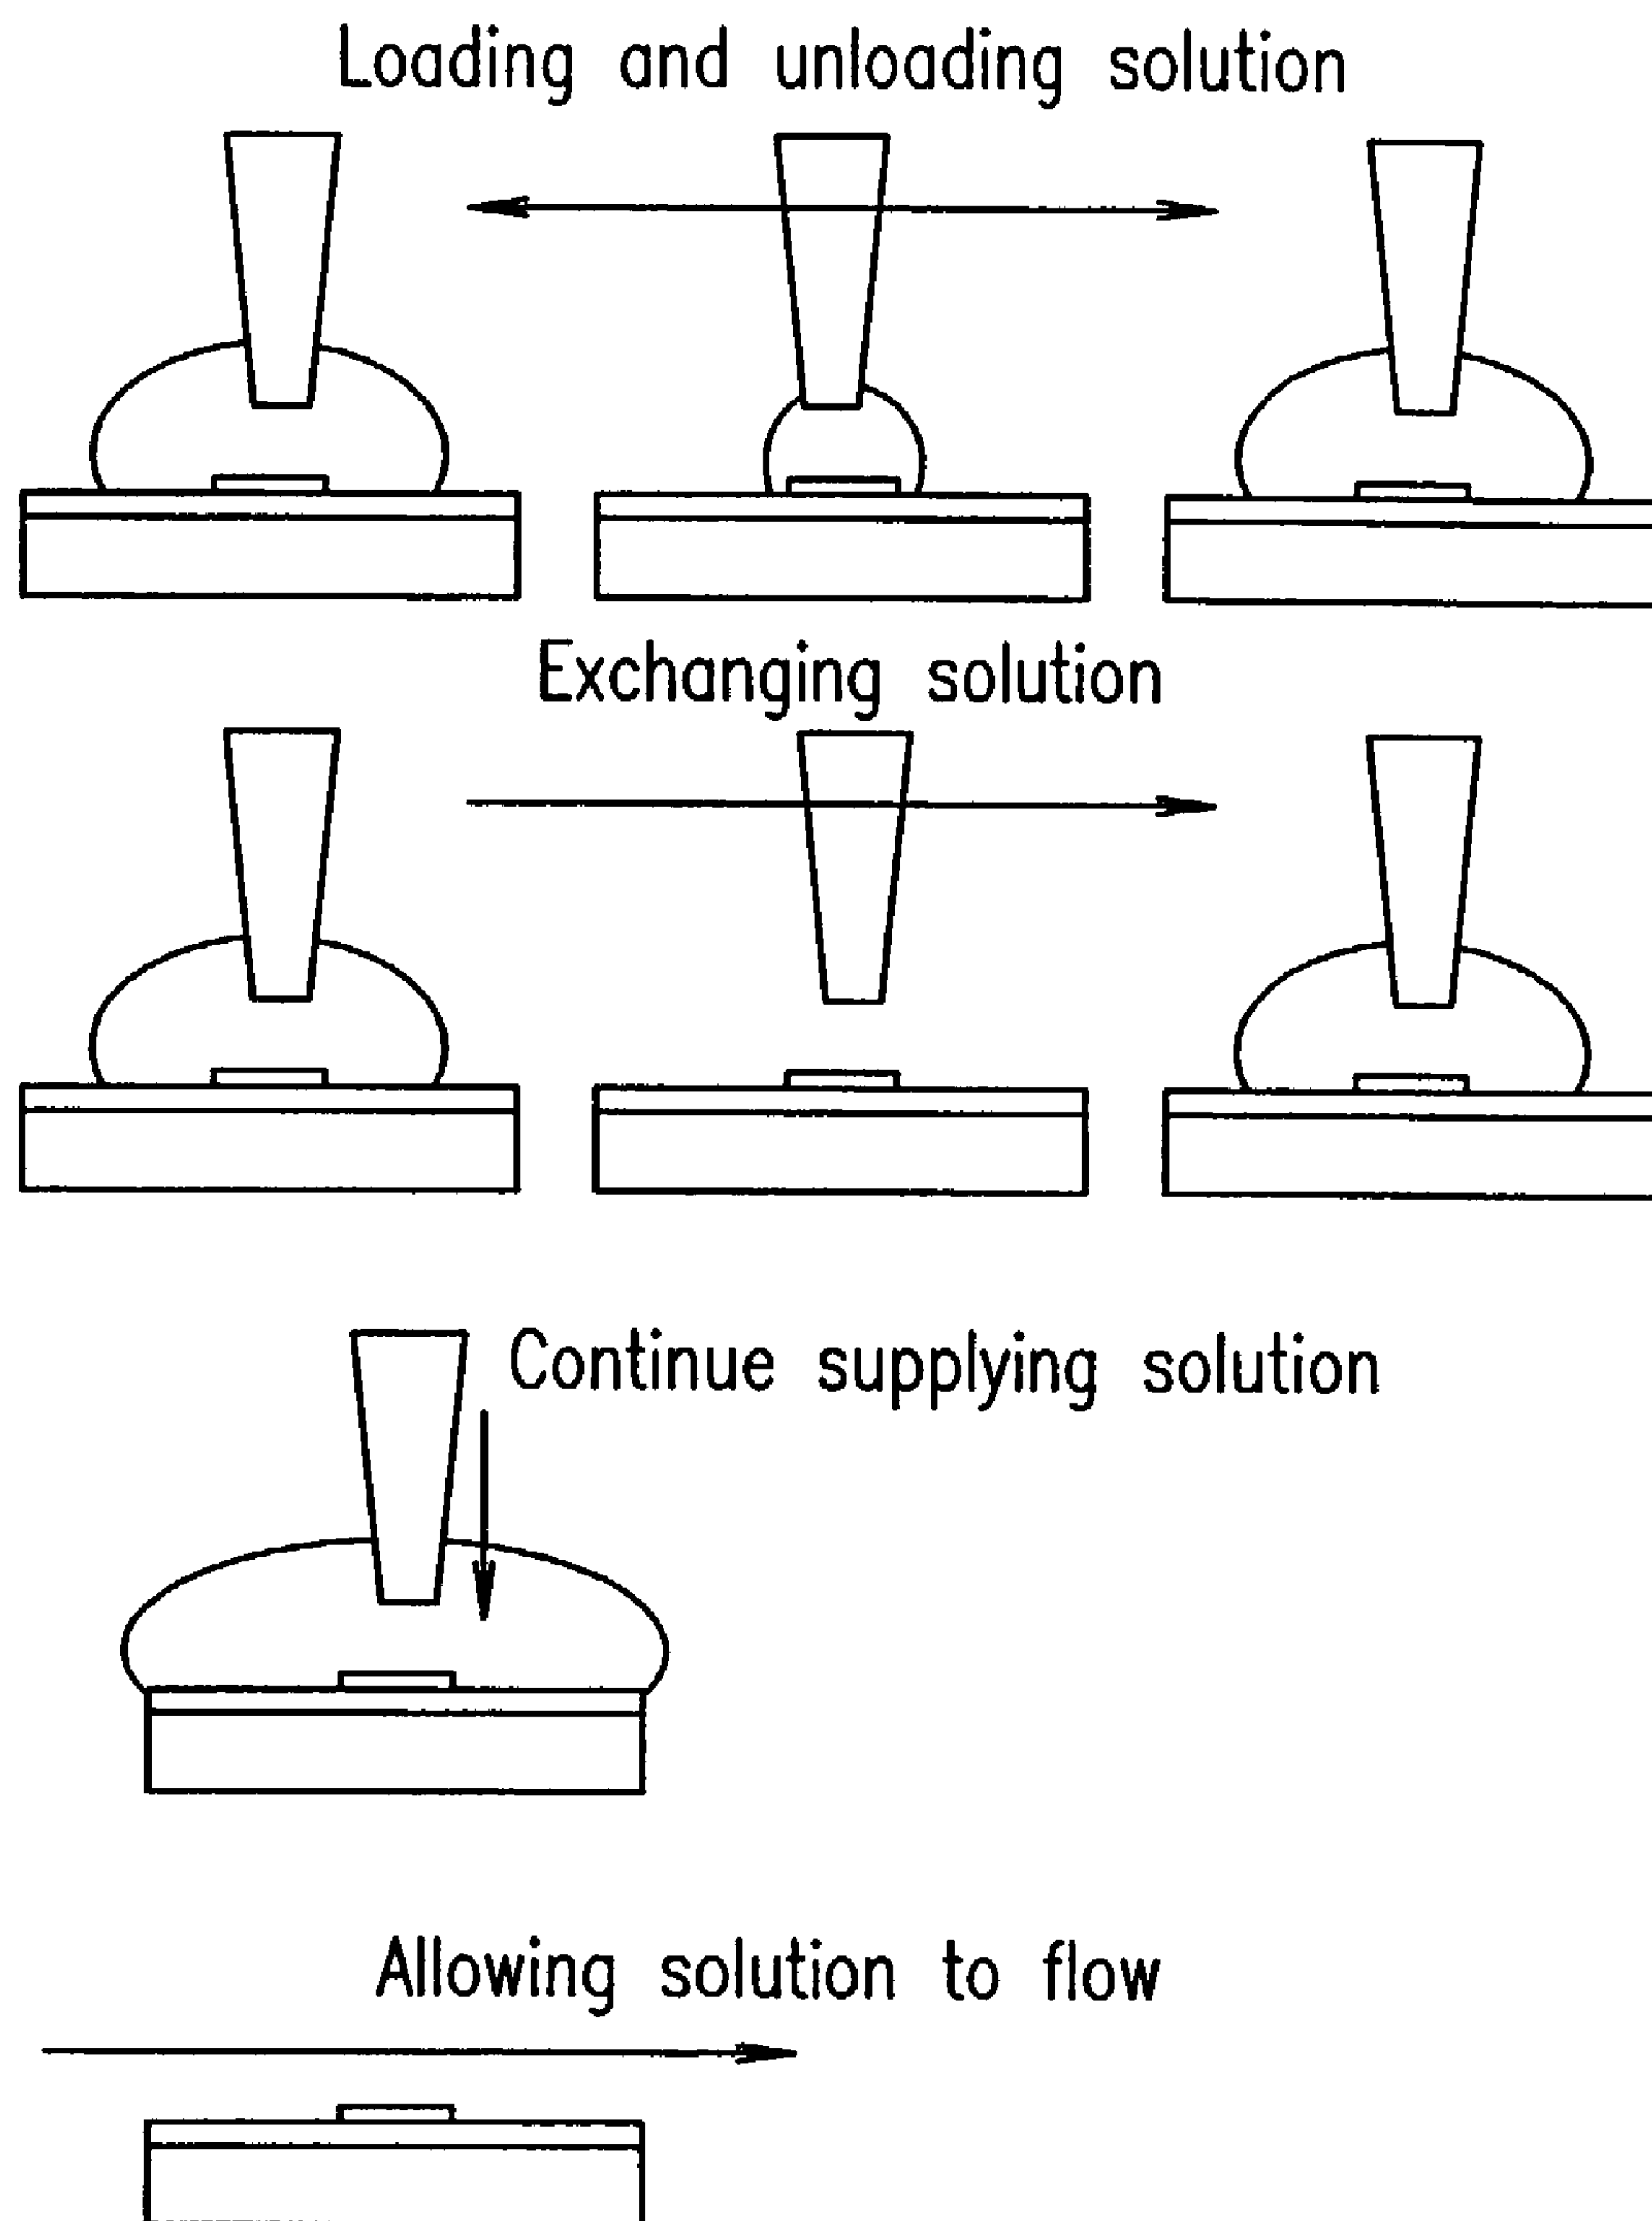 Loading and unloading solution
Exchanging solution
Continue supplying solution
Allowing solution to flow